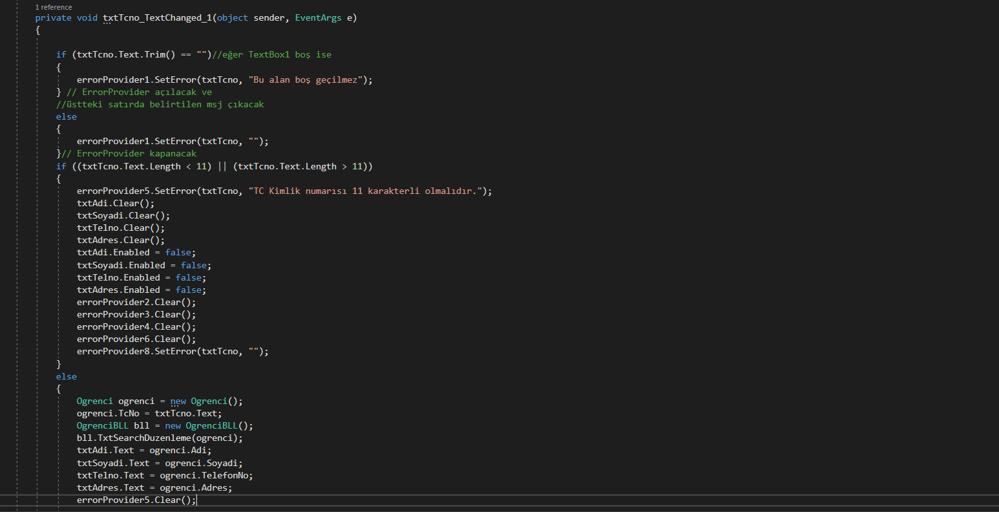 1 reference
private void txtTcno_TextChanged_1(object sender, EventArgs e)
{
if (txtTcno.Text.Trim() == "")//eğer TextBox1 boş ise
{
errorProvider1.SetError(txtTcno, "Bu alan boş geçilmez");
} // ErrorProvider açılacak ve
//üstteki satırda belirtilen msj çıkacak
else
{
errorProvider1.SetError(txtTcno, "");
}// ErrorProvider kapanacak
if ((txtTcno.Text.Length < 11) || (txtTcno.Text.Length > 11))
{
errorProvider5.SetError(txtTcno, "TC Kimlik numarısı 11 karakterli olmalıdır.");
txtAdi.Clear();
txtSoyadi.Clear();
txtTelno.Clear();
txtAdres.Clear();
txtAdi.Enabled = false;
txtSoyadi.Enabled = false;
txtTelno.Enabled = false;
txtAdres.Enabled = false;
errorProvider2.Clear();
errorProvider3.Clear();
errorProvider4.Clear();
errorProvider6.Clear();
errorProvider8.SetError(txtTcno, "");
}
else
{
Ogrenci ogrenci = new Ogrenci();
ogrenci.TcNo = txtTcno.Text;
OgrenciBLL bll = new OgrenciBLL();
bll.TxtSearchDuzenleme(ogrenci);
txtAdi.Text = ogrenci.Adi;
txtSoyadi.Text = ogrenci.Soyadi;
txtTelno.Text = ogrenci.TelefonNo;
txtAdres.Text = ogrenci.Adres;
errorProvider5.Clear();